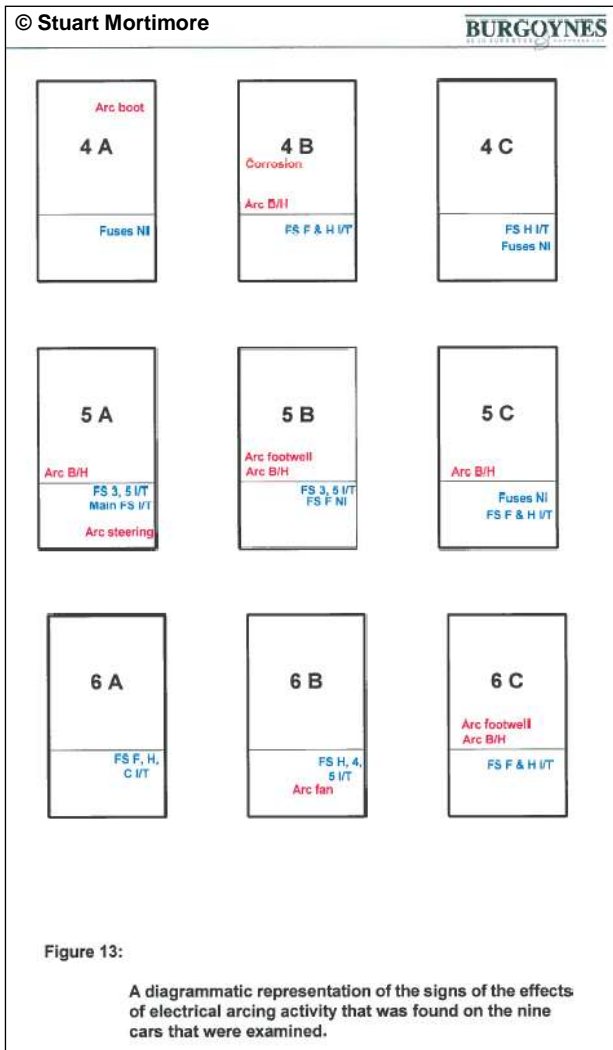 © Stuart Mortimore
BURGOYNES
Arc boot
4 A
Fuses NI
4 B
Corrosion
Arc B/H
FS F & H I/T
4 C
FS H I/T
Fuses NI
5 A
Arc B/H
FS 3, 5 I/T
Main FS I/T
Arc steering
5 B
Arc footwell
Arc B/H
FS 3, 5 I/T
FS F NI
5 C
Arc B/H
Fuses NI
FS F & H I/T
6 A
FS F, H,
C I/T
6 B
FS H, 4,
5 I/T
Arc fan
6 C
Arc footwell
Arc B/H
FS F & H I/T
Figure 13:
A diagrammatic representation of the signs of the effects
of electrical arcing activity that was found on the nine
cars that were examined.